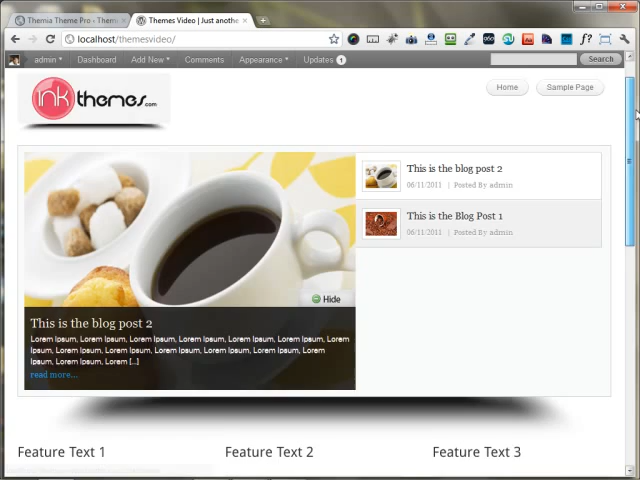 Themia Theme Pro - Theme
Themes Video | Just anothe
localhost/themesvideo/
f?
admin
Dashboard
Add New
Comments
Appearance
Updates 1
Search
inkthemes.com
Home
Sample Page
This is the blog post 2
06/11/2011 | Posted By admin
This is the Blog Post 1
06/11/2011 | Posted By admin
Hide
This is the blog post 2
Lorem Ipsum, Lorem Ipsum, Lorem Ipsum, Lorem Ipsum, Lorem Ipsum, Lorem Ipsum,
Lorem Ipsum, Lorem Ipsum, Lorem Ipsum, Lorem Ipsum, Lorem Ipsum, Lorem
Ipsum, Lorem Ipsum, Lorem [...]
read more...
Feature Text 1
Feature Text 2
Feature Text 3